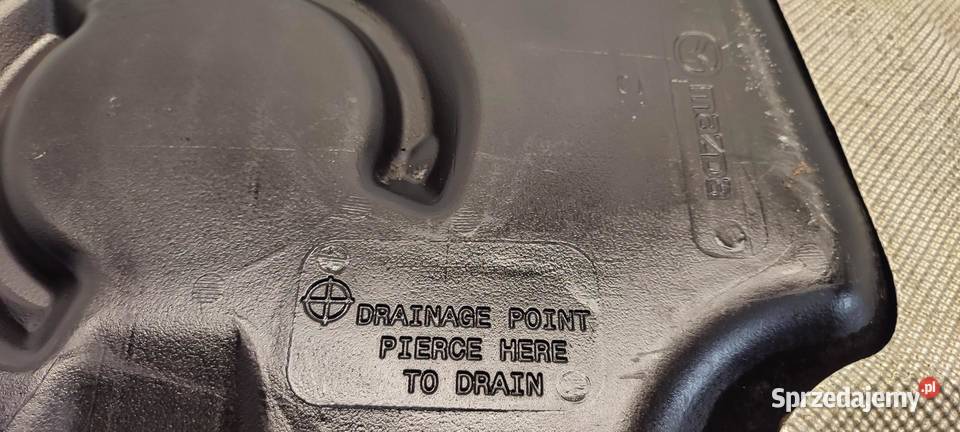 mazda
DRAINAGE POINT
PIERCE HERE
TO DRAIN
Sprzedajemy.pl